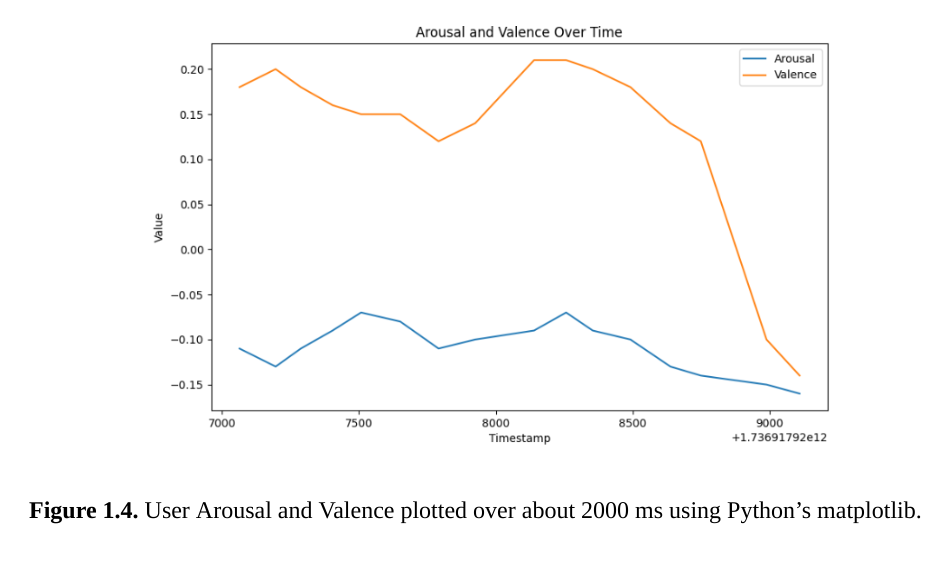 Arousal and Valence Over Time
Arousal
Valence
0.20
0.15
0.10
0.05
0.00
−0.05
−0.10
−0.15
Value
7000 7500 8000 8500 9000
Timestamp
+1.73691792e12
Figure 1.4. User Arousal and Valence plotted over about 2000 ms using Python’s matplotlib.